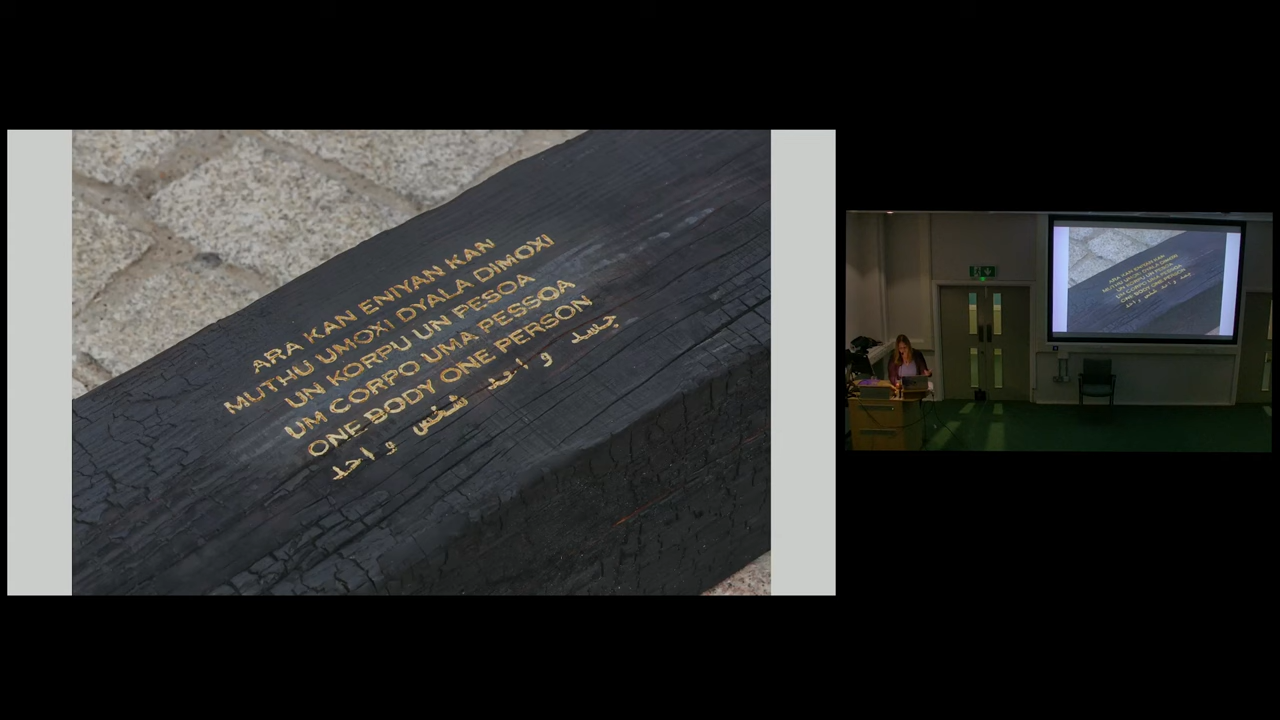 ARA KAN ENIYAN KAN
MUTHU UMOXI DYALA DIMOXI
UN KORPU UN PESOA
UM CORPO UMA PESSOA
ONE BODY ONE PERSON
جسد واحد شخص واحد